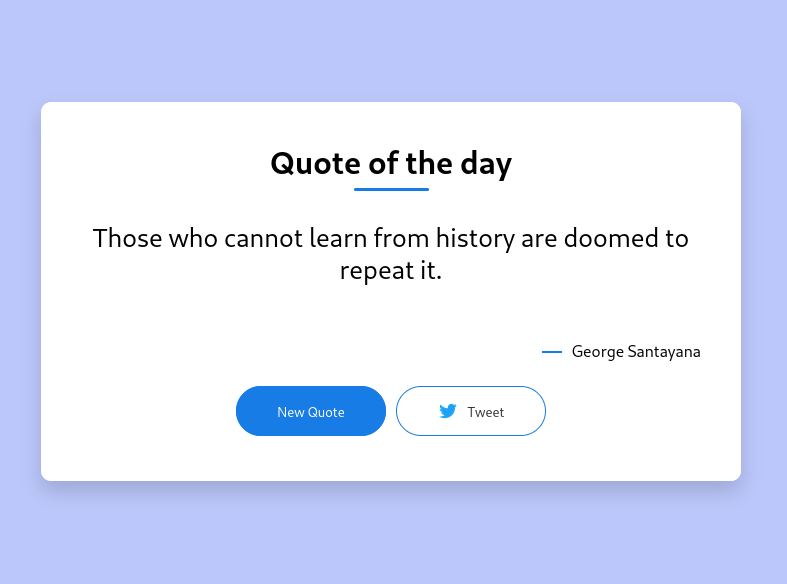 Quote of the day
Those who cannot learn from history are doomed to
repeat it.
George Santayana
New Quote
Tweet